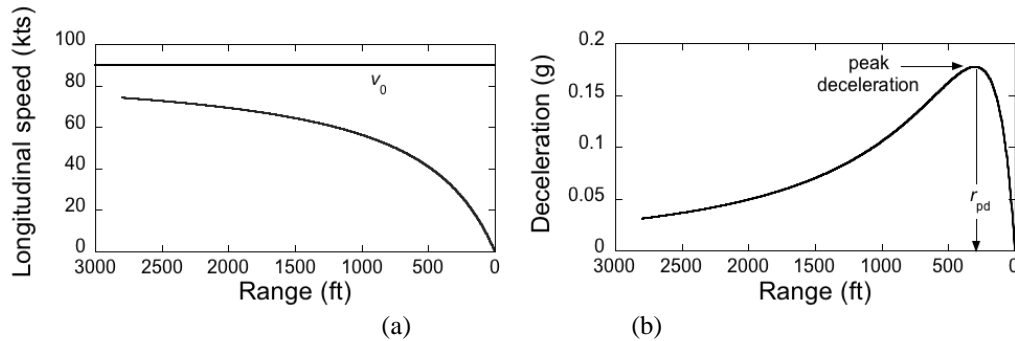 Longitudinal speed (kts)
100
80
60
40
20
0
v0
3000 2500 2000 1500 1000 500 0
Range (ft)
(a)
Deceleration (g)
0.2
0.15
0.1
0.05
0
peak
deceleration
rpd
3000 2500 2000 1500 1000 500 0
Range (ft)
(b)